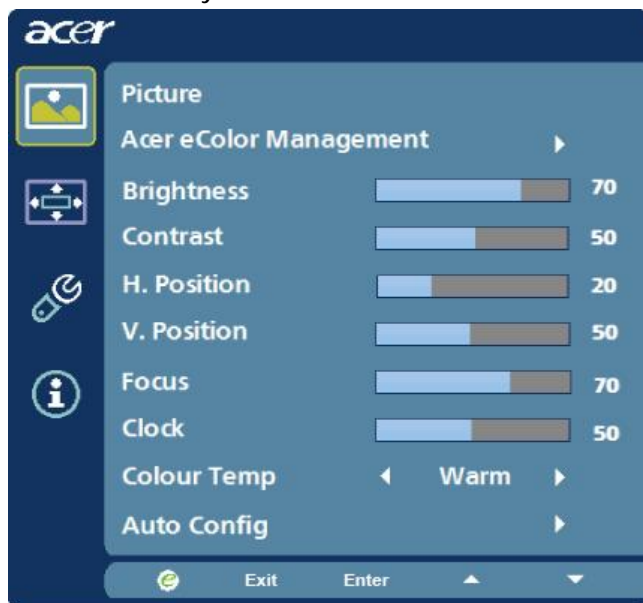 acer
Picture
Acer eColor Management
Brightness 70
Contrast 50
H. Position 20
V. Position 50
Focus 70
Clock 50
Colour Temp Warm
Auto Config
e Exit Enter